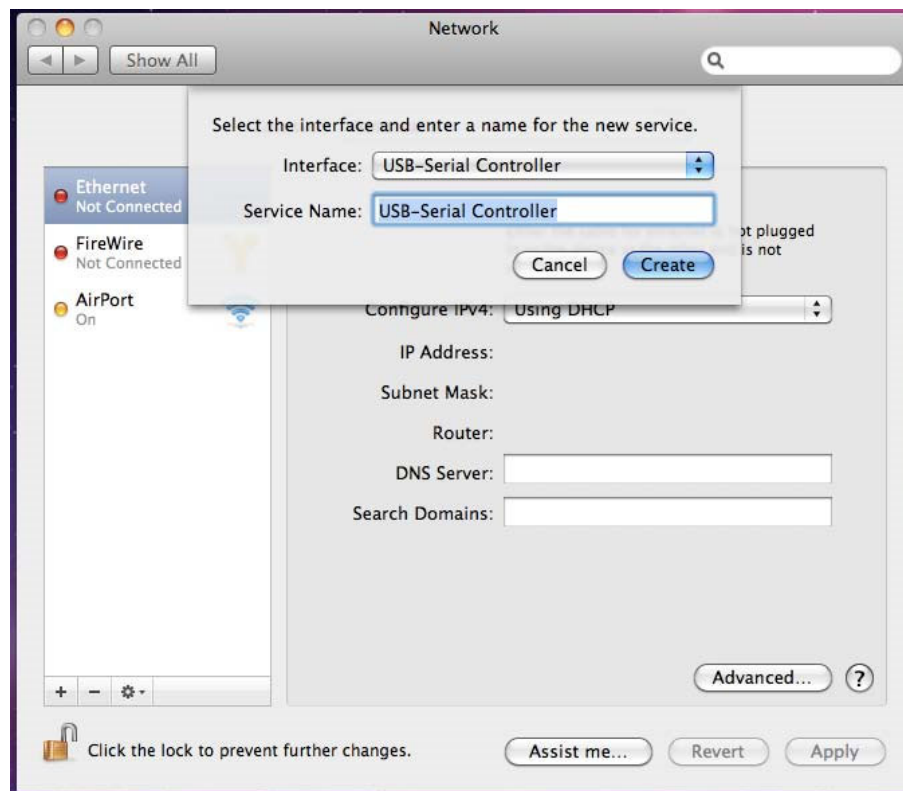 Network
Show All
Select the interface and enter a name for the new service.
Interface: USB-Serial Controller
Service Name: USB-Serial Controller
Cancel Create
Ethernet
Not Connected
not plugged
is not
FireWire
Not Connected
AirPort
On
Configure IPv4: Using DHCP
IP Address:
Subnet Mask:
Router:
DNS Server:
Search Domains:
Advanced... ?
+ −
Click the lock to prevent further changes.
Assist me... Revert Apply